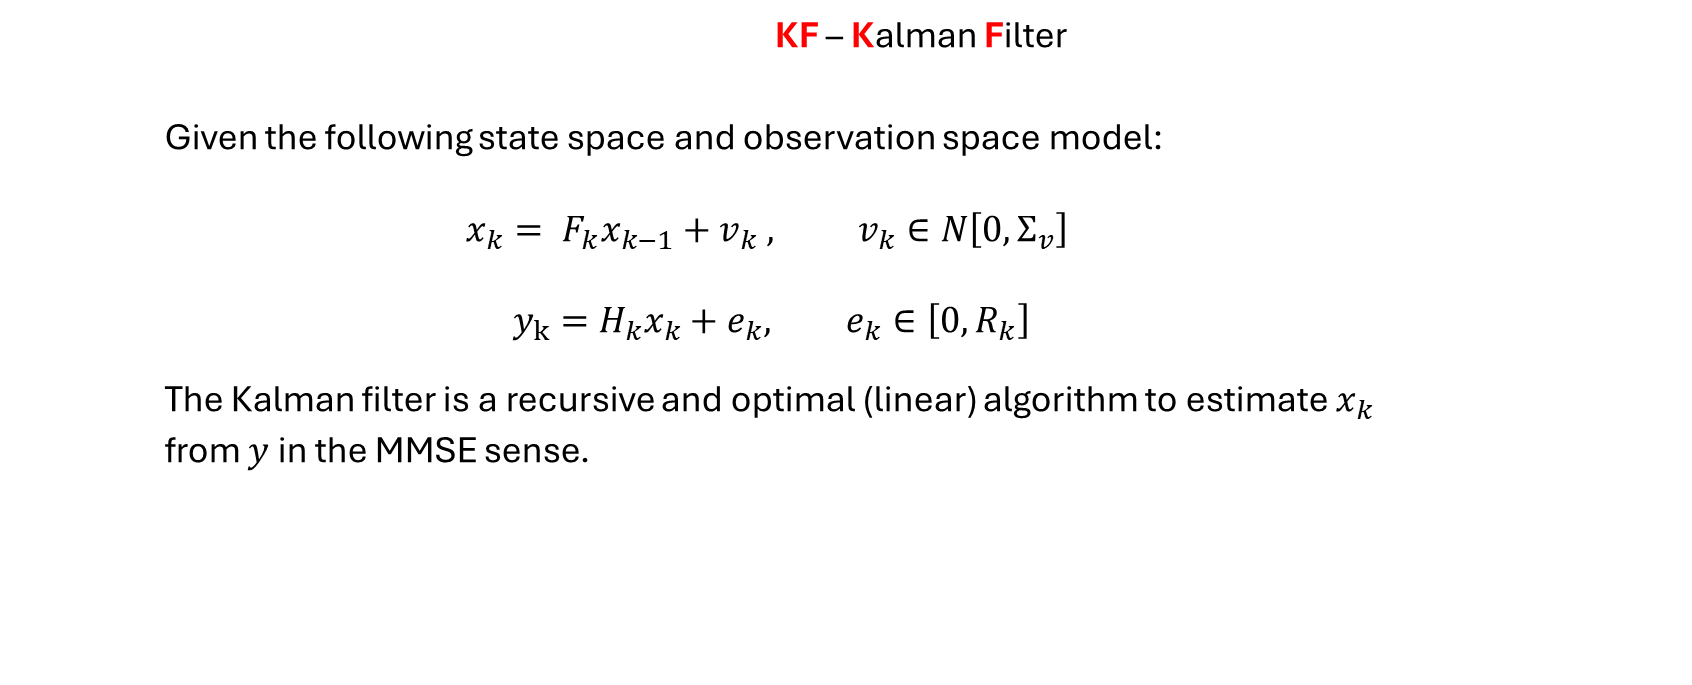 KF – Kalman Filter
Given the following state space and observation space model:
xₖ = Fₖxₖ₋₁ + vₖ , vₖ ∈ N[0, Σᵥ]
yₖ = Hₖxₖ + eₖ, eₖ ∈ [0, Rₖ]
The Kalman filter is a recursive and optimal (linear) algorithm to estimate xₖ
from y in the MMSE sense.